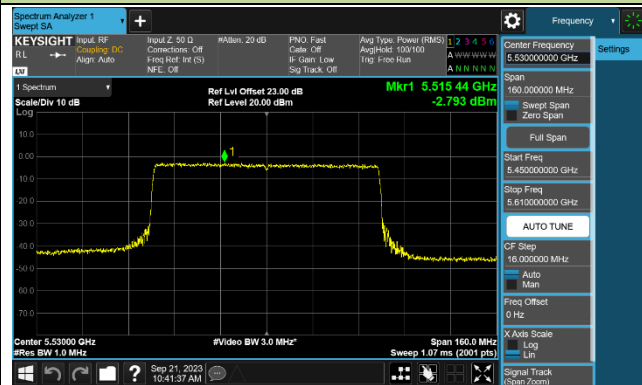 Spectrum Analyzer 1
Swept SA
Frequency
KEYSIGHT
Input: RF
Coupling: DC
Align: Auto
Input Z: 50 Ω
Corrections: Off
Freq Ref: Int (S)
NFE: Off
#Atten: 20 dB
PNO: Fast
Gate: Off
IF Gain: Low
Sig Track: Off
Avg Type: Power (RMS)
Avg|Hold: 100/100
Trig: Free Run
1 2 3 4 5 6
A W W W W W
A N N N N N
RL
LXI
1 Spectrum
Scale/Div 10 dB
Log
Ref Lvl Offset 23.00 dB
Ref Level 20.00 dBm
Mkr1 5.515 44 GHz
-2.793 dBm
1
10.0
0.00
-10.0
-20.0
-30.0
-40.0
-50.0
-60.0
-70.0
Center 5.53000 GHz
#Res BW 1.0 MHz
#Video BW 3.0 MHz*
Span 160.0 MHz
Sweep 1.07 ms (2001 pts)
Sep 21, 2023
10:41:37 AM
?
Center Frequency
5.530000000 GHz
Settings
Span
160.000000 MHz
Swept Span
Zero Span
Full Span
Start Freq
5.450000000 GHz
Stop Freq
5.610000000 GHz
AUTO TUNE
CF Step
16.000000 MHz
Auto
Man
Freq Offset
0 Hz
X Axis Scale
Log
Lin
Signal Track
(Span Zoom)